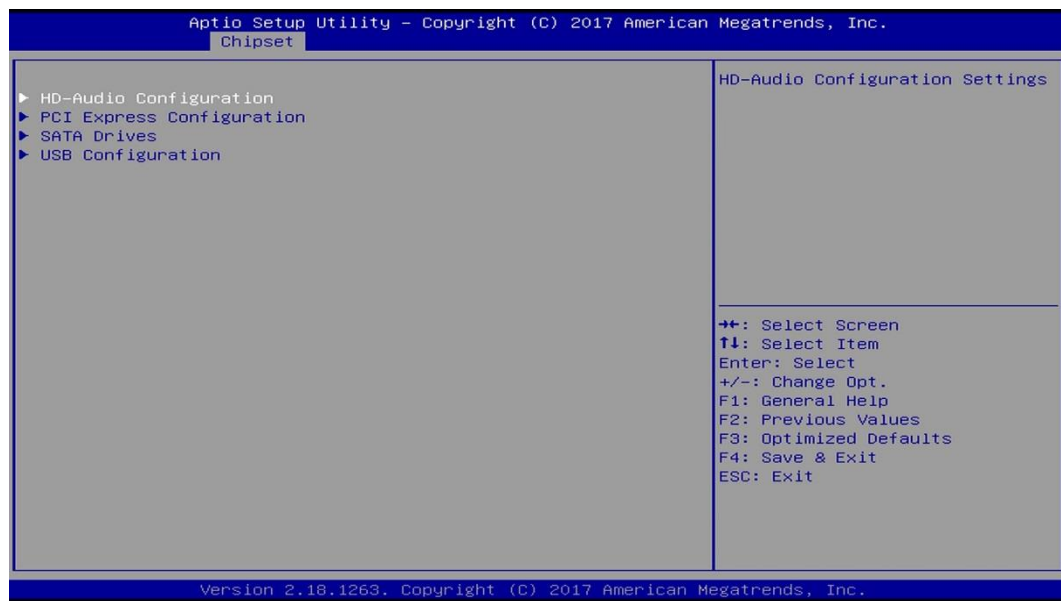 Aptio Setup Utility – Copyright (C) 2017 American Megatrends, Inc.
Chipset
▶ HD-Audio Configuration
▶ PCI Express Configuration
▶ SATA Drives
▶ USB Configuration
HD-Audio Configuration Settings
→←: Select Screen
↑↓: Select Item
Enter: Select
+/-: Change Opt.
F1: General Help
F2: Previous Values
F3: Optimized Defaults
F4: Save & Exit
ESC: Exit
Version 2.18.1263. Copyright (C) 2017 American Megatrends, Inc.